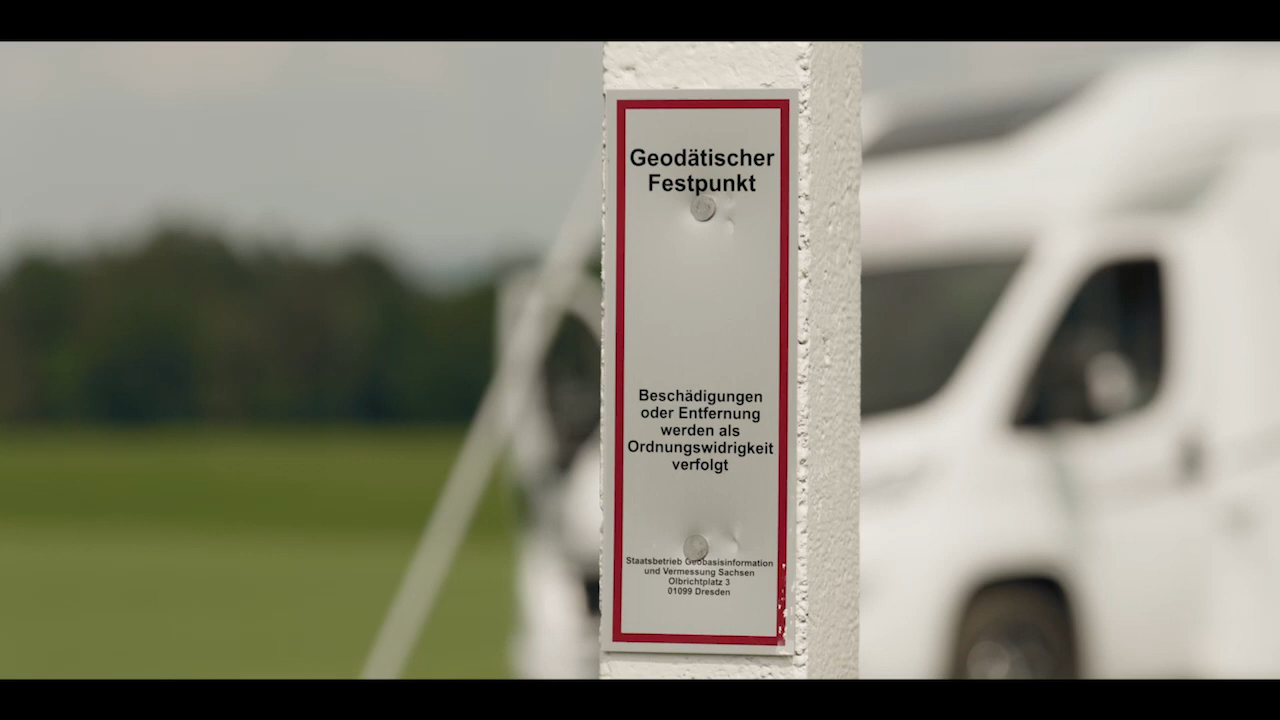 Geodätischer
Festpunkt
Beschädigungen
oder Entfernung
werden als
Ordnungswidrigkeit
verfolgt
Staatsbetrieb Geobasisinformation
und Vermessung Sachsen
Olbrichtplatz 3
01099 Dresden